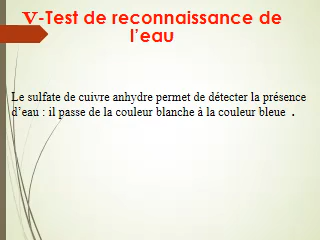 V-Test de reconnaissance de
l’eau
Le sulfate de cuivre anhydre permet de détecter la présence
d’eau : il passe de la couleur blanche à la couleur bleue .